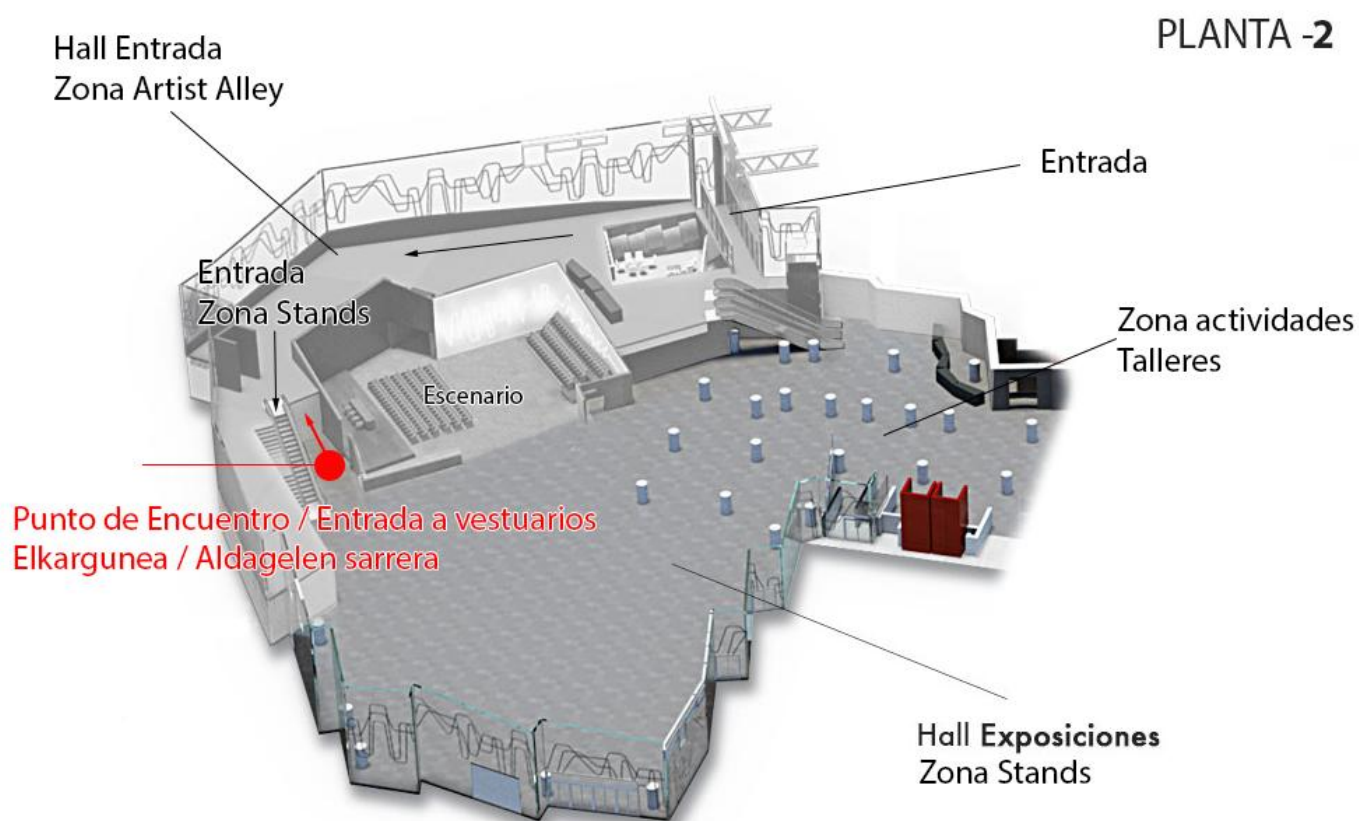 PLANTA -2
Hall Entrada
Zona Artist Alley
Entrada
Entrada
Zona Stands
Zona actividades
Talleres
Escenario
Punto de Encuentro / Entrada a vestuarios
Elkargunea / Aldagelen sarrera
Hall Exposiciones
Zona Stands